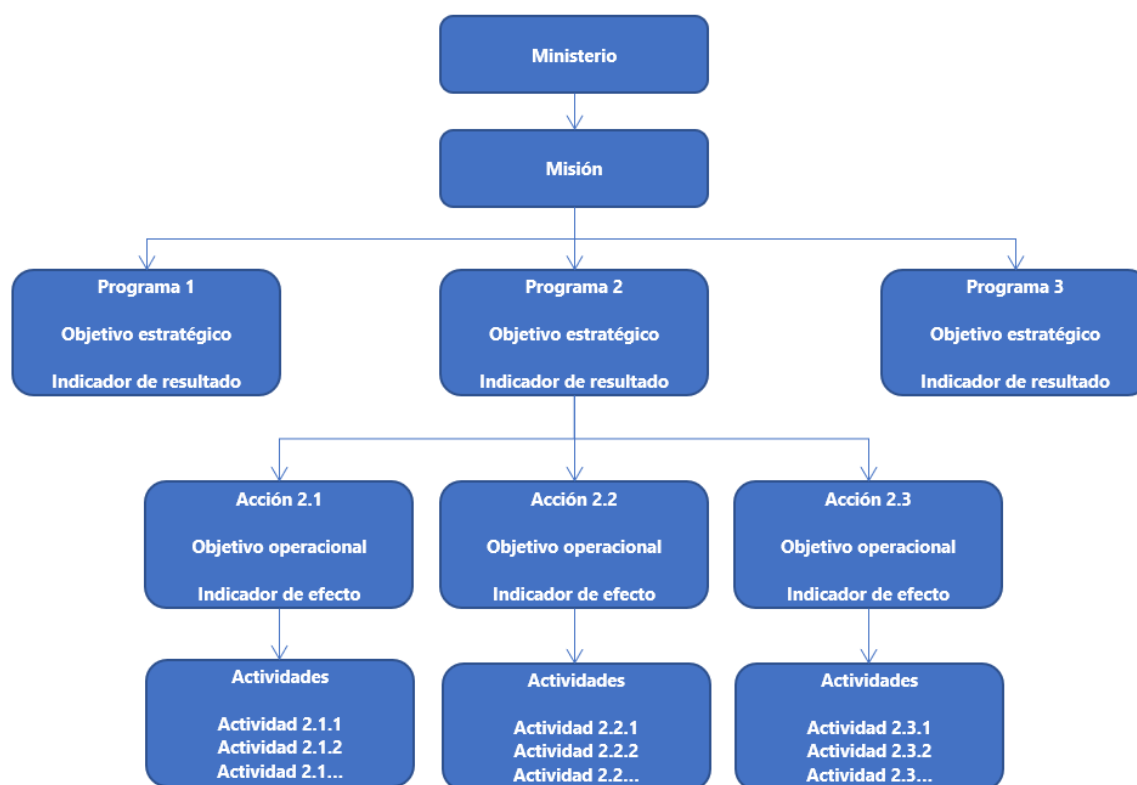 Ministerio
Misión
Programa 1
Objetivo estratégico
Indicador de resultado
Programa 2
Objetivo estratégico
Indicador de resultado
Programa 3
Objetivo estratégico
Indicador de resultado
Acción 2.1
Objetivo operacional
Indicador de efecto
Acción 2.2
Objetivo operacional
Indicador de efecto
Acción 2.3
Objetivo operacional
Indicador de efecto
Actividades
Actividad 2.1.1
Actividad 2.1.2
Actividad 2.1...
Actividades
Actividad 2.2.1
Actividad 2.2.2
Actividad 2.2...
Actividades
Actividad 2.3.1
Actividad 2.3.2
Actividad 2.3...